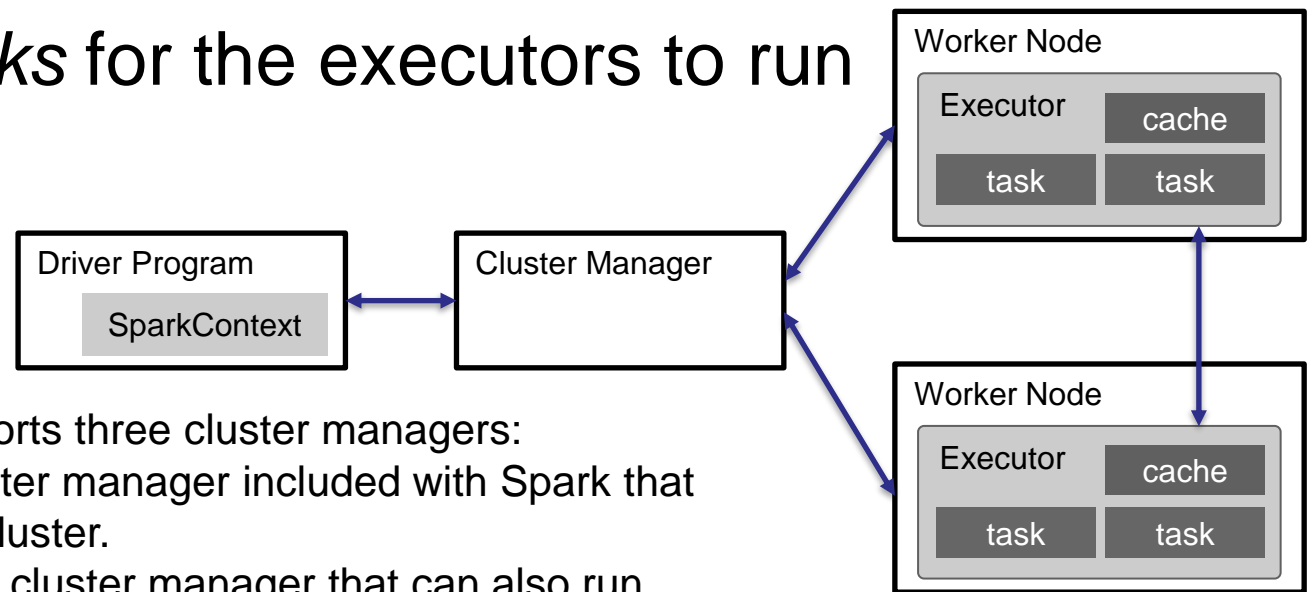 ks for the executors to run
Worker Node
Executor
cache
task task
Driver Program
SparkContext
Cluster Manager
Worker Node
Executor
cache
task task
orts three cluster managers:
ter manager included with Spark that
luster.
cluster manager that can also run